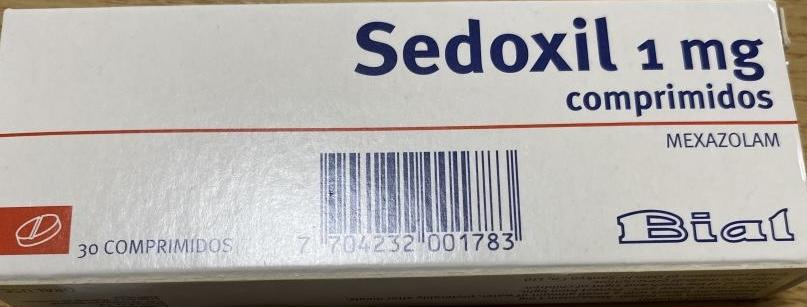 Sedoxil 1 mg
comprimidos
MEXAZOLAM
Bial
30 COMPRIMIDOS
7 704232 001783